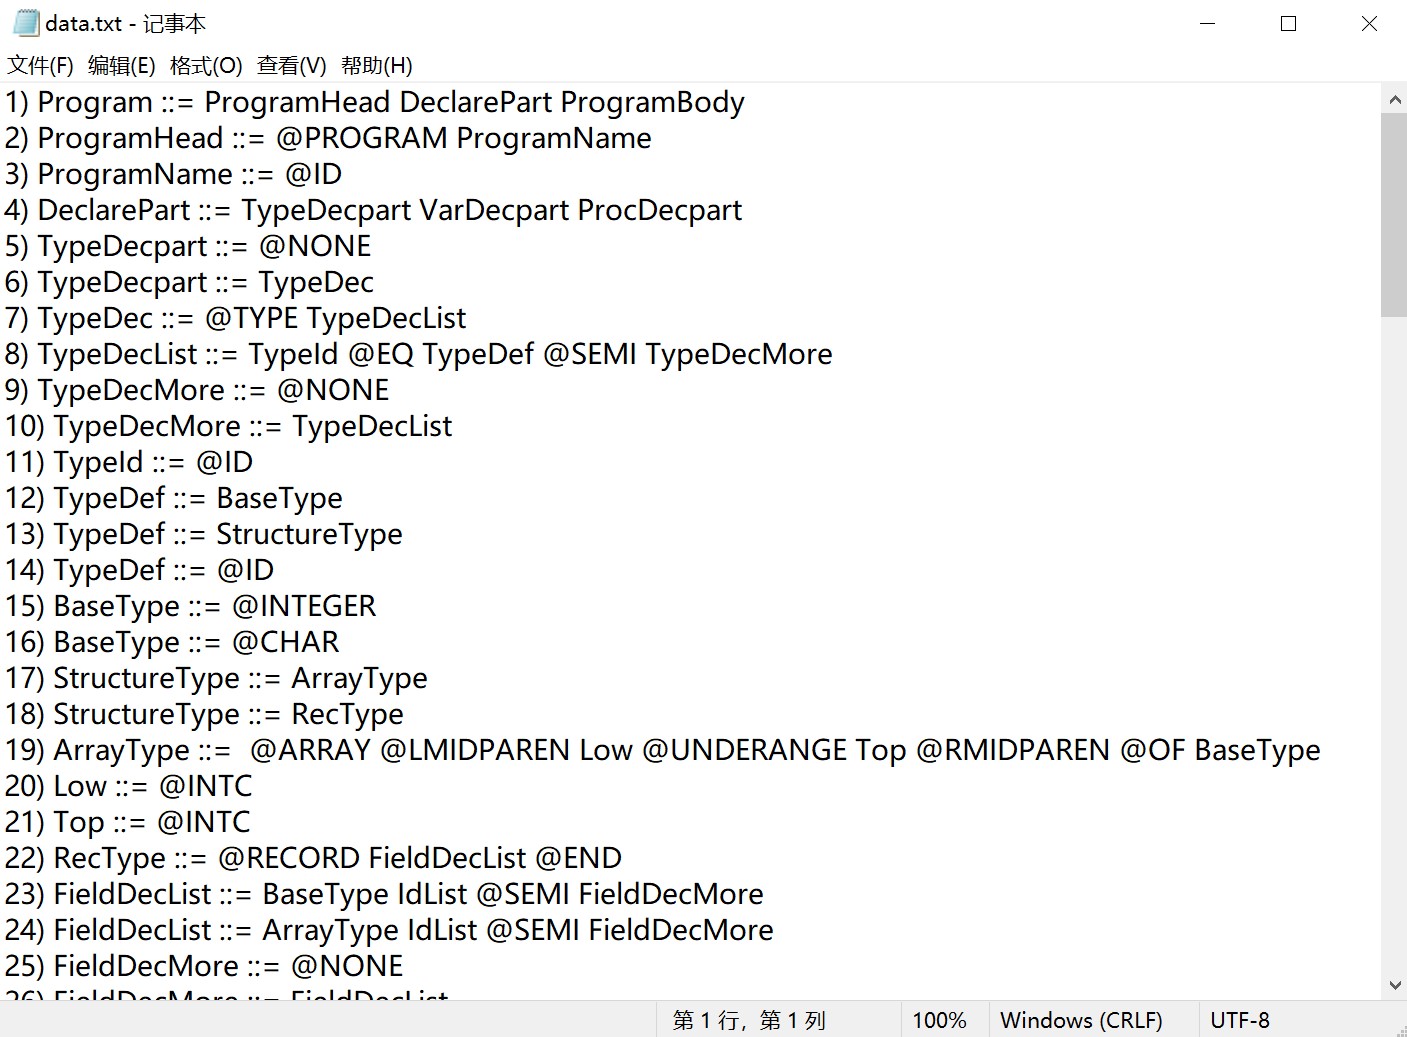 data.txt - 记事本
文件(F) 编辑(E) 格式(O) 查看(V) 帮助(H)
1) Program ::= ProgramHead DeclarePart ProgramBody
2) ProgramHead ::= @PROGRAM ProgramName
3) ProgramName ::= @ID
4) DeclarePart ::= TypeDecpart VarDecpart ProcDecpart
5) TypeDecpart ::= @NONE
6) TypeDecpart ::= TypeDec
7) TypeDec ::= @TYPE TypeDecList
8) TypeDecList ::= TypeId @EQ TypeDef @SEMI TypeDecMore
9) TypeDecMore ::= @NONE
10) TypeDecMore ::= TypeDecList
11) TypeId ::= @ID
12) TypeDef ::= BaseType
13) TypeDef ::= StructureType
14) TypeDef ::= @ID
15) BaseType ::= @INTEGER
16) BaseType ::= @CHAR
17) StructureType ::= ArrayType
18) StructureType ::= RecType
19) ArrayType ::=  @ARRAY @LMIDPAREN Low @UNDERANGE Top @RMIDPAREN @OF BaseType
20) Low ::= @INTC
21) Top ::= @INTC
22) RecType ::= @RECORD FieldDecList @END
23) FieldDecList ::= BaseType IdList @SEMI FieldDecMore
24) FieldDecList ::= ArrayType IdList @SEMI FieldDecMore
25) FieldDecMore ::= @NONE
26) FieldDecMore ::= FieldDecList
第 1 行，第 1 列 100% Windows (CRLF) UTF-8